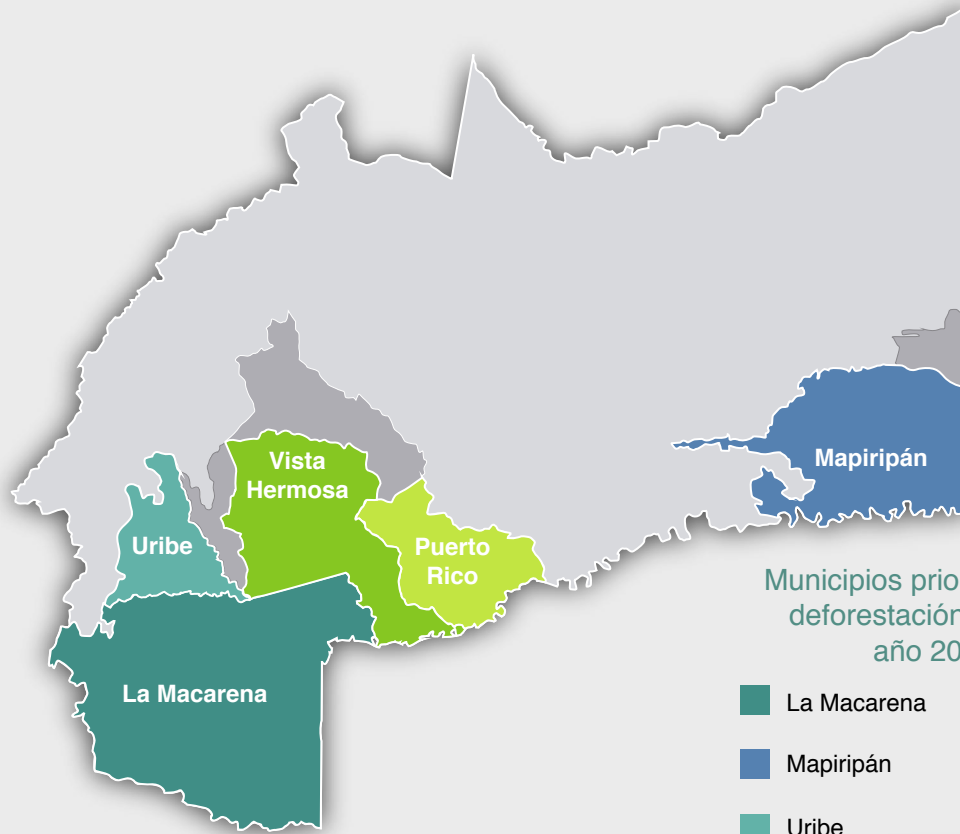 Vista
Hermosa
Mapiripán
Uribe
Puerto
Rico
La Macarena
Municipios prio
deforestación
año 20
La Macarena
Mapiripán
Uribe